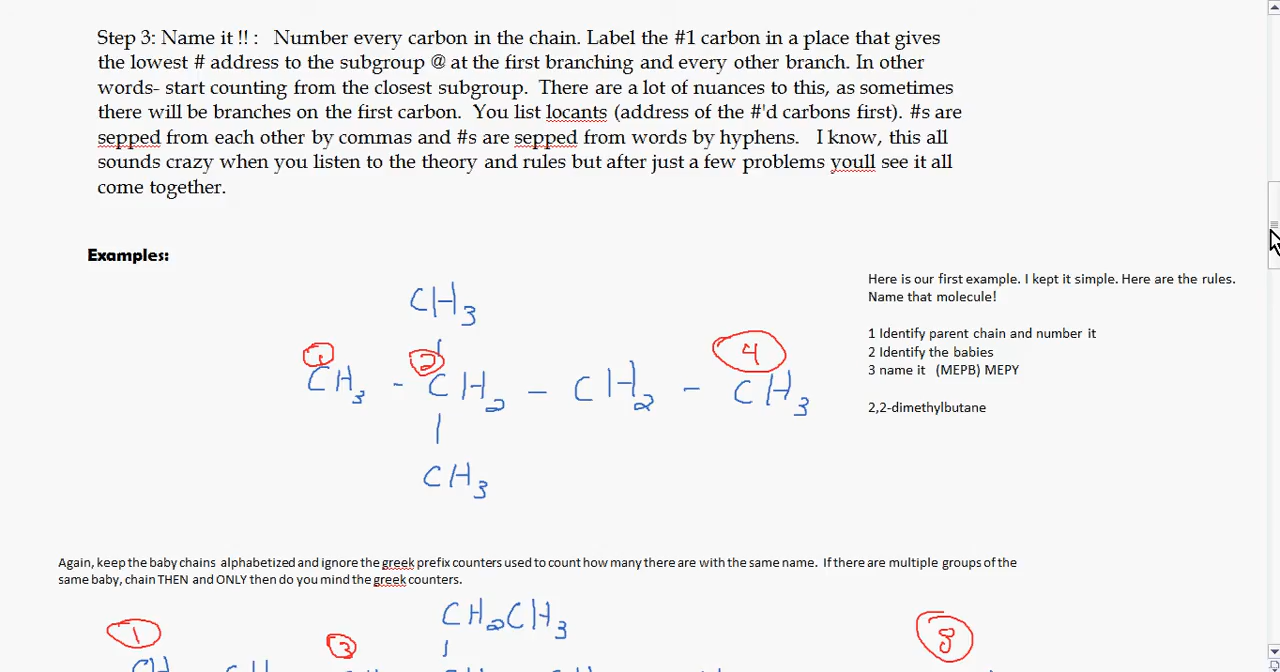 Step 3: Name it !! :   Number every carbon in the chain. Label the #1 carbon in a place that gives
the lowest # address to the subgroup @ at the first branching and every other branch. In other
words- start counting from the closest subgroup.  There are a lot of nuances to this, as sometimes
there will be branches on the first carbon.  You list locants (address of the #'d carbons first). #s are
sepped from each other by commas and #s are sepped from words by hyphens.   I know, this all
sounds crazy when you listen to the theory and rules but after just a few problems youll see it all
come together.
Examples:
Here is our first example. I kept it simple. Here are the rules.
Name that molecule!
1 Identify parent chain and number it
2 Identify the babies
3 name it   (MEPB) MEPY
2,2-dimethylbutane
CH3
1 2 4
CH3 - CH2 - CH2 - CH3
CH3
Again, keep the baby chains  alphabetized and ignore the greek prefix counters used to count how many there are with the same name.  If there are multiple groups of the
same baby, chain THEN and ONLY then do you mind the greek counters.
CH2CH3
1 3 8